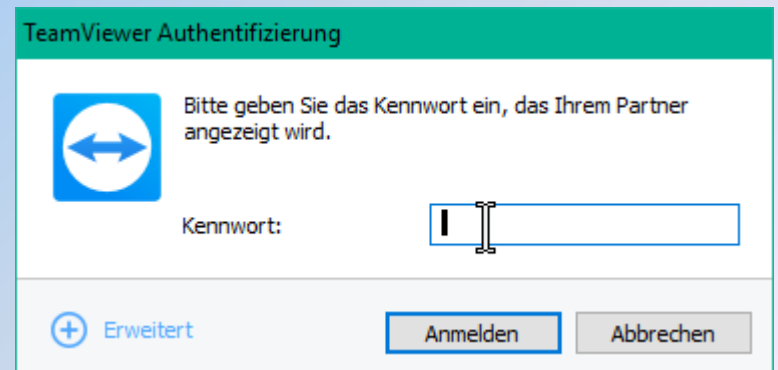 TeamViewer Authentifizierung
Bitte geben Sie das Kennwort ein, das Ihrem Partner
angezeigt wird.
Kennwort:
Erweitert
Anmelden
Abbrechen